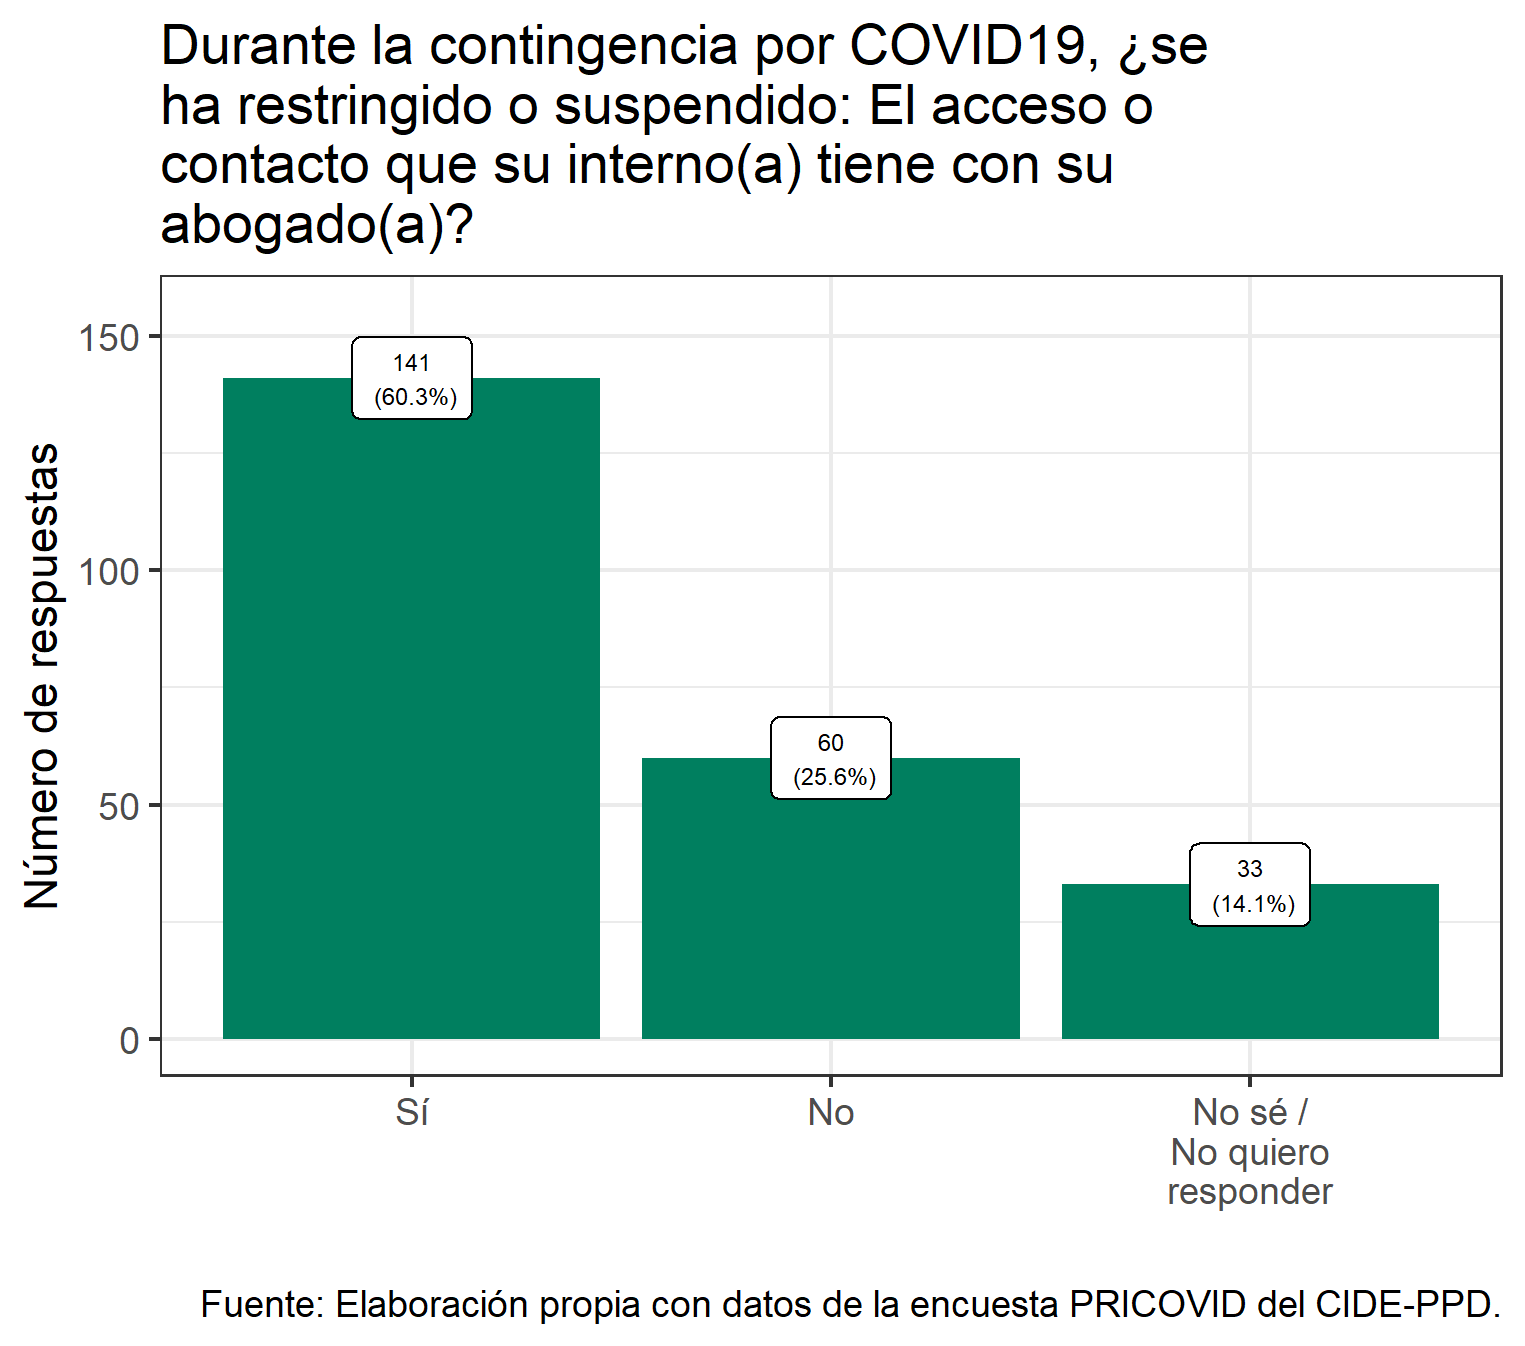 Durante la contingencia por COVID19, ¿se
ha restringido o suspendido: El acceso o
contacto que su interno(a) tiene con su
abogado(a)?
Número de respuestas
150
100
50
0
141
(60.3%)
60
(25.6%)
33
(14.1%)
Sí
No
No sé /
No quiero
responder
Fuente: Elaboración propia con datos de la encuesta PRICOVID del CIDE-PPD.